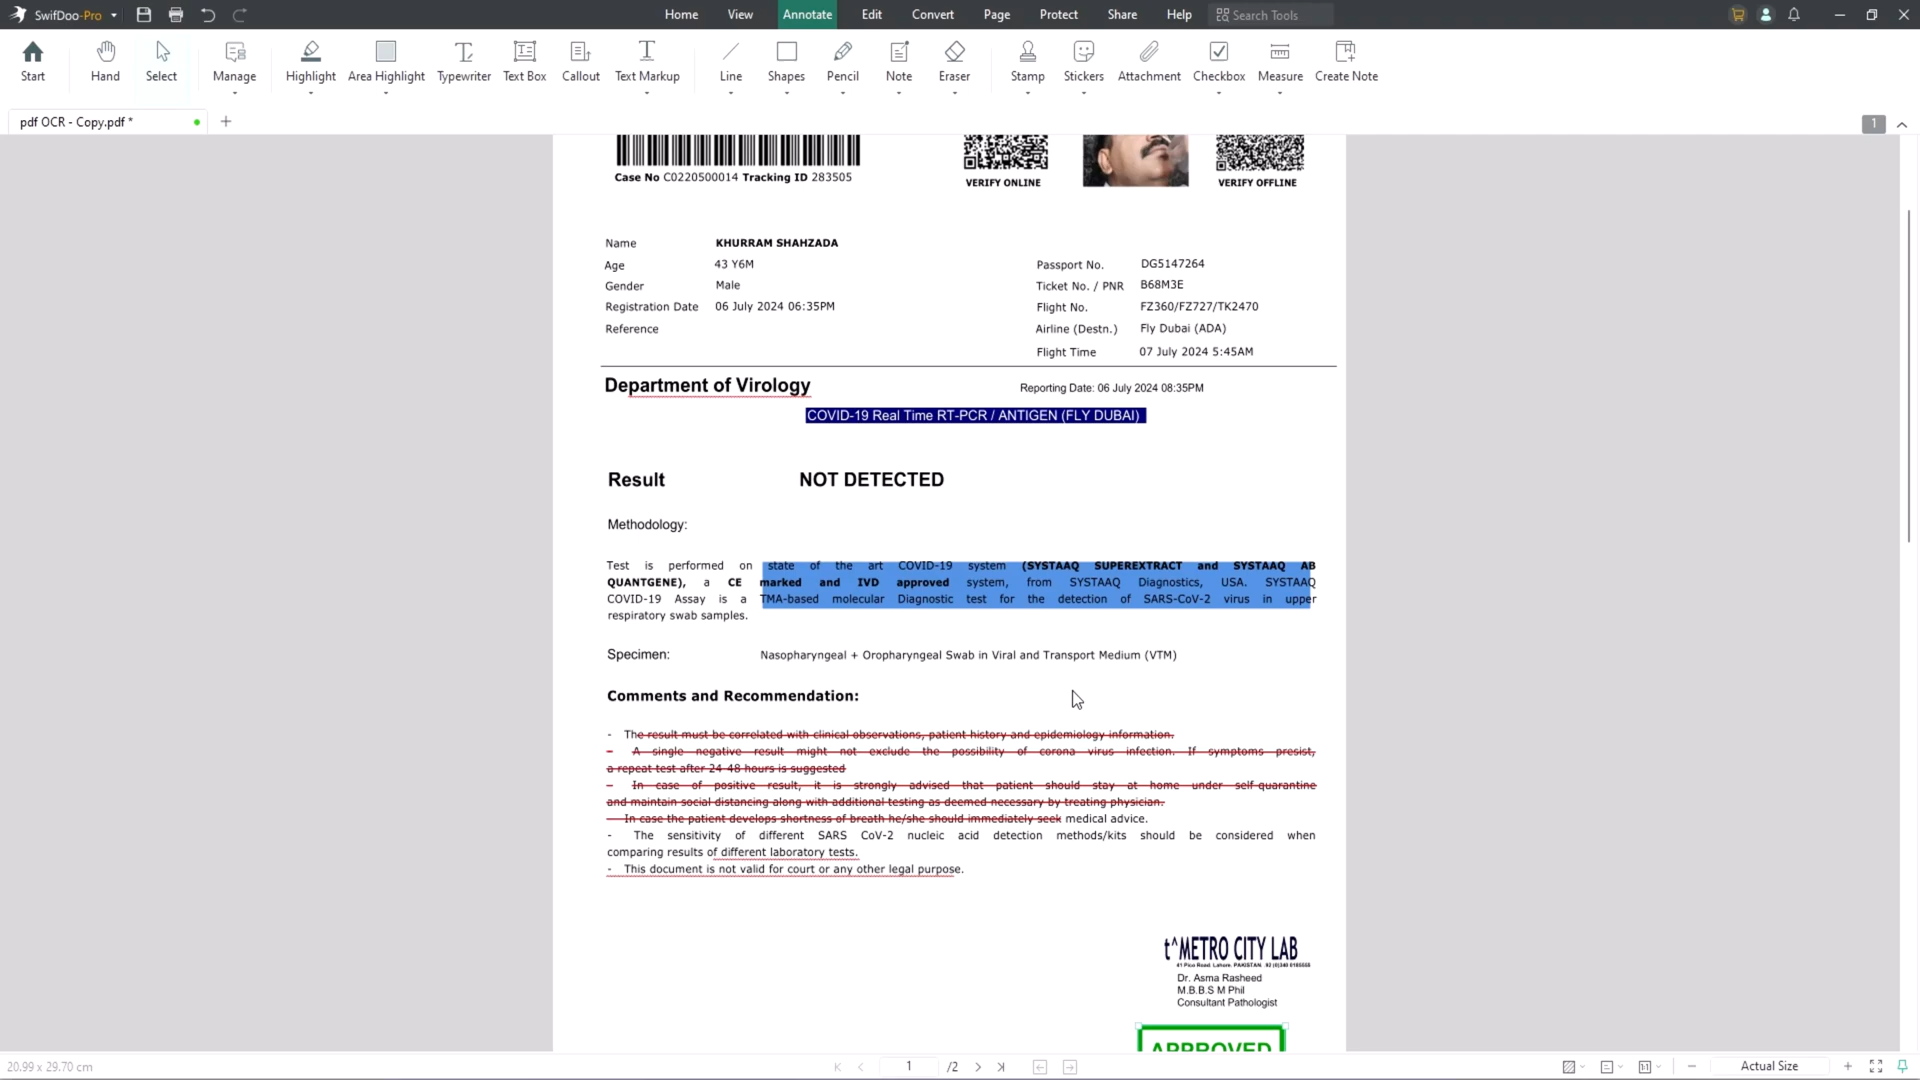 SwifDoo-Pro
Home View Annotate Edit Convert Page Protect Share Help Search Tools
Start Hand Select Manage Highlight Area Highlight Typewriter Text Box Callout Text Markup Line Shapes Pencil Note Eraser Stamp Stickers Attachment Checkbox Measure Create Note
pdf OCR - Copy.pdf *
1
Case No C0220500014 Tracking ID 283505
VERIFY ONLINE
VERIFY OFFLINE
Name KHURRAM SHAHZADA
Age 43 Y6M Passport No. DG5147264
Gender Male Ticket No. / PNR B68M3E
Registration Date 06 July 2024 06:35PM Flight No. FZ360/FZ727/TK2470
Reference Airline (Destn.) Fly Dubai (ADA)
Flight Time 07 July 2024 5:45AM
Department of Virology Reporting Date: 06 July 2024 08:35PM
COVID-19 Real Time RT-PCR / ANTIGEN (FLY DUBAI)
Result NOT DETECTED
Methodology:
Test is performed on state of the art COVID-19 system (SYSTAAQ SUPEREXTRACT and SYSTAAQ AB
QUANTGENE), a CE marked and IVD approved system, from SYSTAAQ Diagnostics, USA. SYSTAAQ
COVID-19 Assay is a TMA-based molecular Diagnostic test for the detection of SARS-CoV-2 virus in upper
respiratory swab samples.
Specimen: Nasopharyngeal + Oropharyngeal Swab in Viral and Transport Medium (VTM)
Comments and Recommendation:
- The result must be correlated with clinical observations, patient history and epidemiology information.
- A single negative result might not exclude the possibility of corona virus infection. If symptoms presist,
a repeat test after 24-48 hours is suggested
- In case of positive result, it is strongly advised that patient should stay at home under self-quarantine
and maintain social distancing along with additional testing as deemed necessary by treating physician.
- In case the patient develops shortness of breath he/she should immediately seek medical advice.
- The sensitivity of different SARS CoV-2 nucleic acid detection methods/kits should be considered when
comparing results of different laboratory tests.
- This document is not valid for court or any other legal purpose.
t^METRO CITY LAB
41 Pico Road, Lahore. PAKISTAN.
Dr. Asma Rasheed
M.B.B.S M Phil
Consultant Pathologist
APPROVED
20.99 x 29.70 cm
1 /2
Actual Size